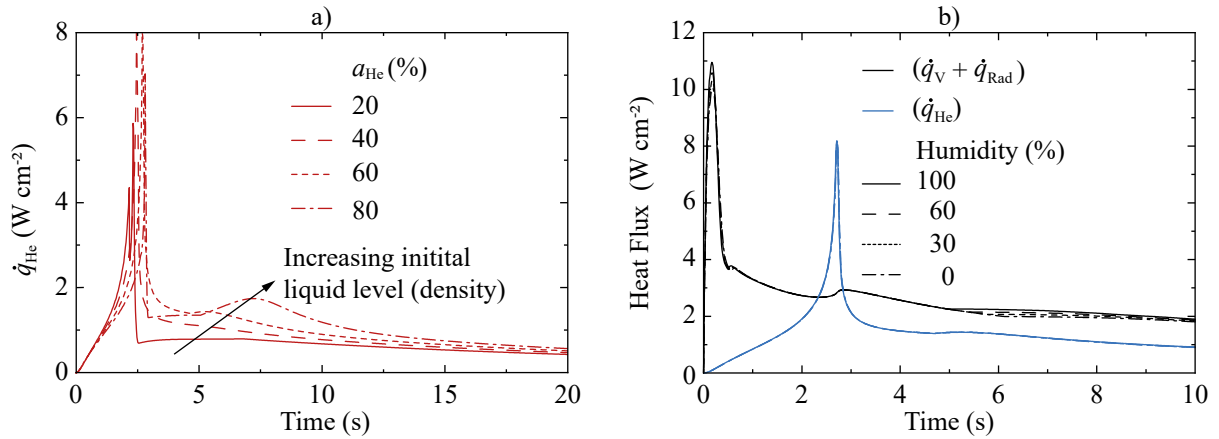 a)
8
6
4
2
0
q̇He (W cm⁻²)
aHe (%)
20
40
60
80
Increasing initital
liquid level (density)
0 5 10 15 20
Time (s)
b)
12
10
8
6
4
2
0
Heat Flux (W cm⁻²)
(q̇V + q̇Rad)
(q̇He)
Humidity (%)
100
60
30
0
0 2 4 6 8 10
Time (s)